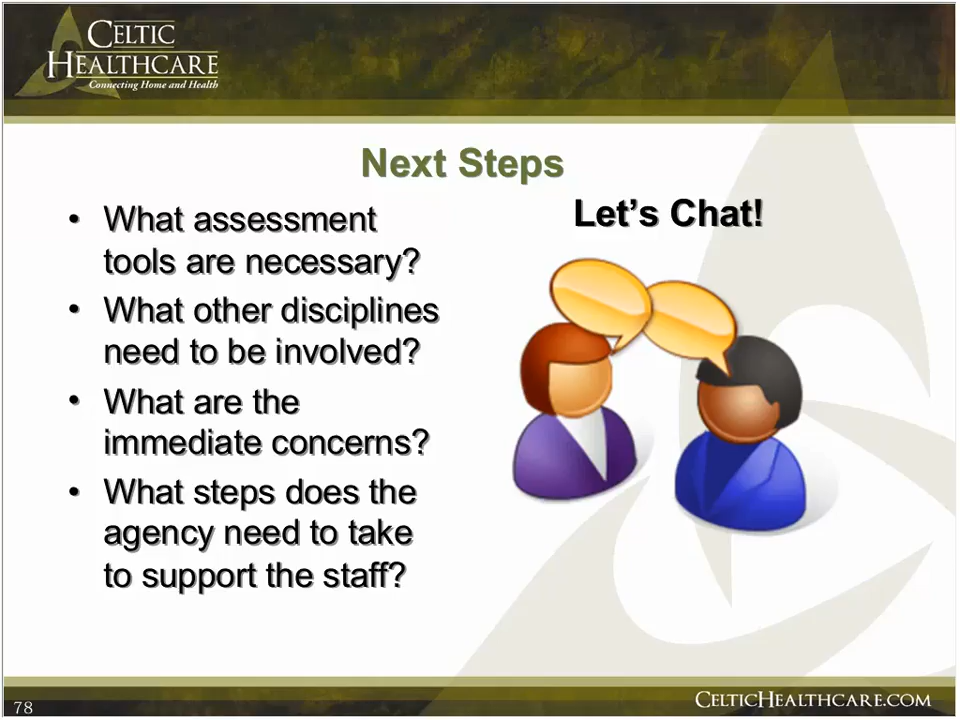 CELTIC
HEALTHCARE
Connecting Home and Health
Next Steps
• What assessment
tools are necessary?
• What other disciplines
need to be involved?
• What are the
immediate concerns?
• What steps does the
agency need to take
to support the staff?
Let’s Chat!
78
CELTICHEALTHCARE.COM